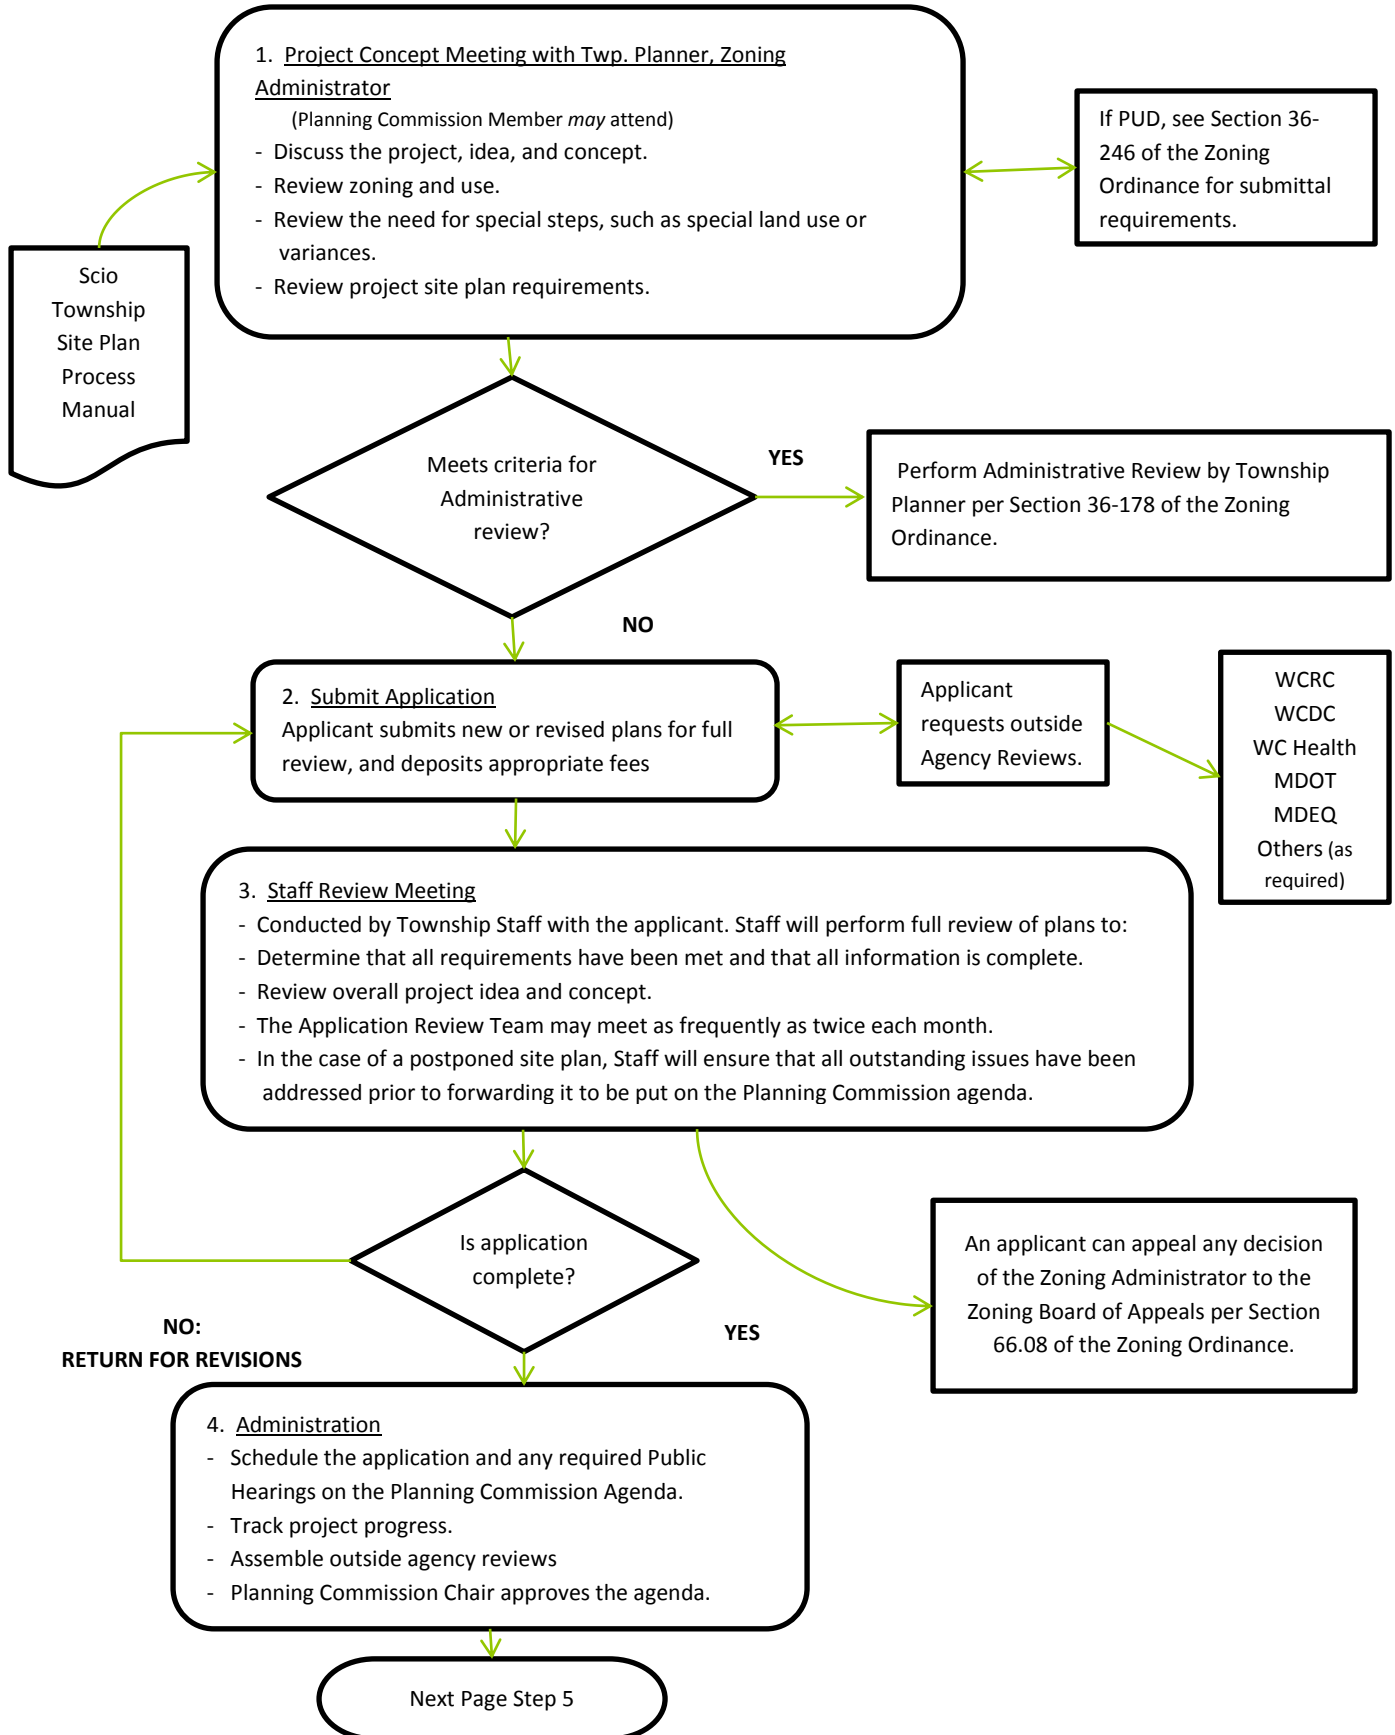 1. Project Concept Meeting with Twp. Planner, Zoning
Administrator
(Planning Commission Member may attend)
- Discuss the project, idea, and concept.
- Review zoning and use.
- Review the need for special steps, such as special land use or
variances.
- Review project site plan requirements.
If PUD, see Section 36-
246 of the Zoning
Ordinance for submittal
requirements.
Scio
Township
Site Plan
Process
Manual
Meets criteria for
Administrative
review?
YES
Perform Administrative Review by Township
Planner per Section 36-178 of the Zoning
Ordinance.
NO
2. Submit Application
Applicant submits new or revised plans for full
review, and deposits appropriate fees
Applicant
requests outside
Agency Reviews.
WCRC
WCDC
WC Health
MDOT
MDEQ
Others (as
required)
3. Staff Review Meeting
- Conducted by Township Staff with the applicant. Staff will perform full review of plans to:
- Determine that all requirements have been met and that all information is complete.
- Review overall project idea and concept.
- The Application Review Team may meet as frequently as twice each month.
- In the case of a postponed site plan, Staff will ensure that all outstanding issues have been
addressed prior to forwarding it to be put on the Planning Commission agenda.
Is application
complete?
An applicant can appeal any decision
of the Zoning Administrator to the
Zoning Board of Appeals per Section
66.08 of the Zoning Ordinance.
NO:
RETURN FOR REVISIONS
YES
4. Administration
- Schedule the application and any required Public
Hearings on the Planning Commission Agenda.
- Track project progress.
- Assemble outside agency reviews
- Planning Commission Chair approves the agenda.
Next Page Step 5